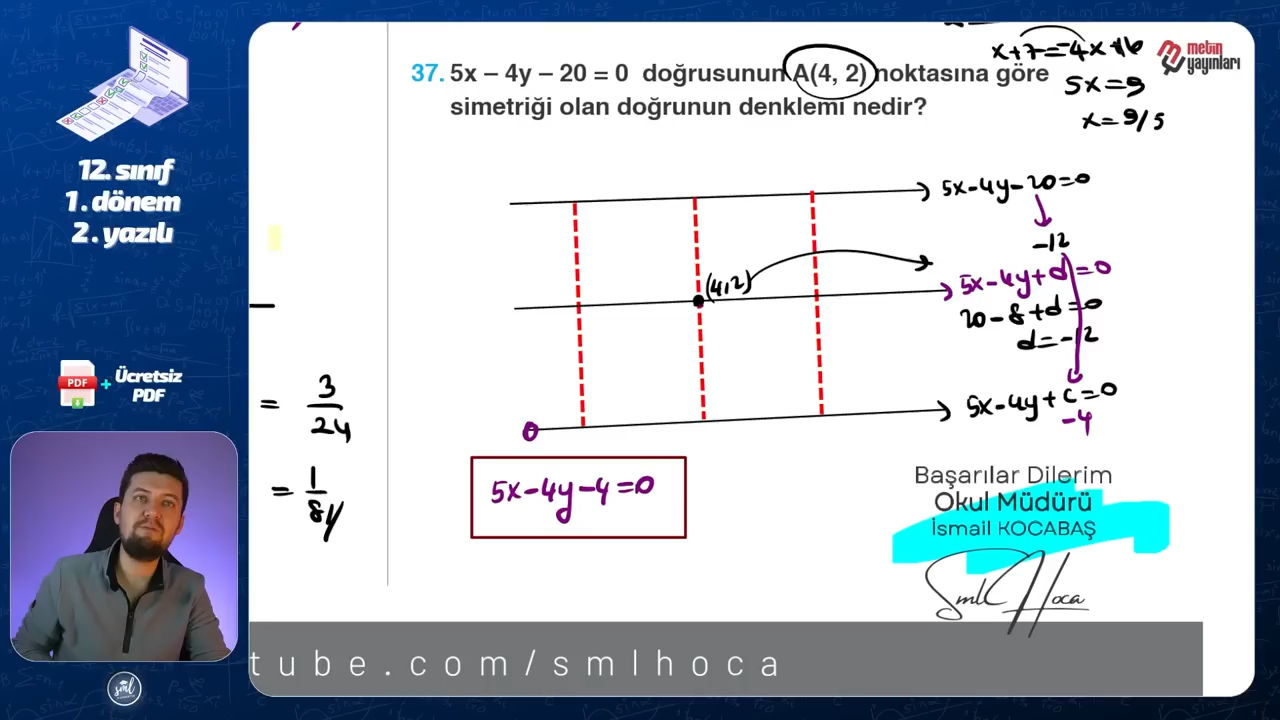 12. sınıf
1. dönem
2. yazılı
PDF
+ Ücretsiz
PDF
sml
= 3/24
= 1/8
x+7=-4x+16
5x=9
x=9/5
metin
yayınları
37. 5x – 4y – 20 = 0 doğrusunun A(4, 2) noktasına göre
simetriği olan doğrunun denklemi nedir?
5x-4y-20=0
-12
(4,2)
5x-4y+d=0
20-8+d=0
d=-12
5x-4y+c=0
-4
5x-4y-4=0
Başarılar Dilerim
Okul Müdürü
İsmail KOCABAŞ
Sml Hoca
tube.com/smlhoca